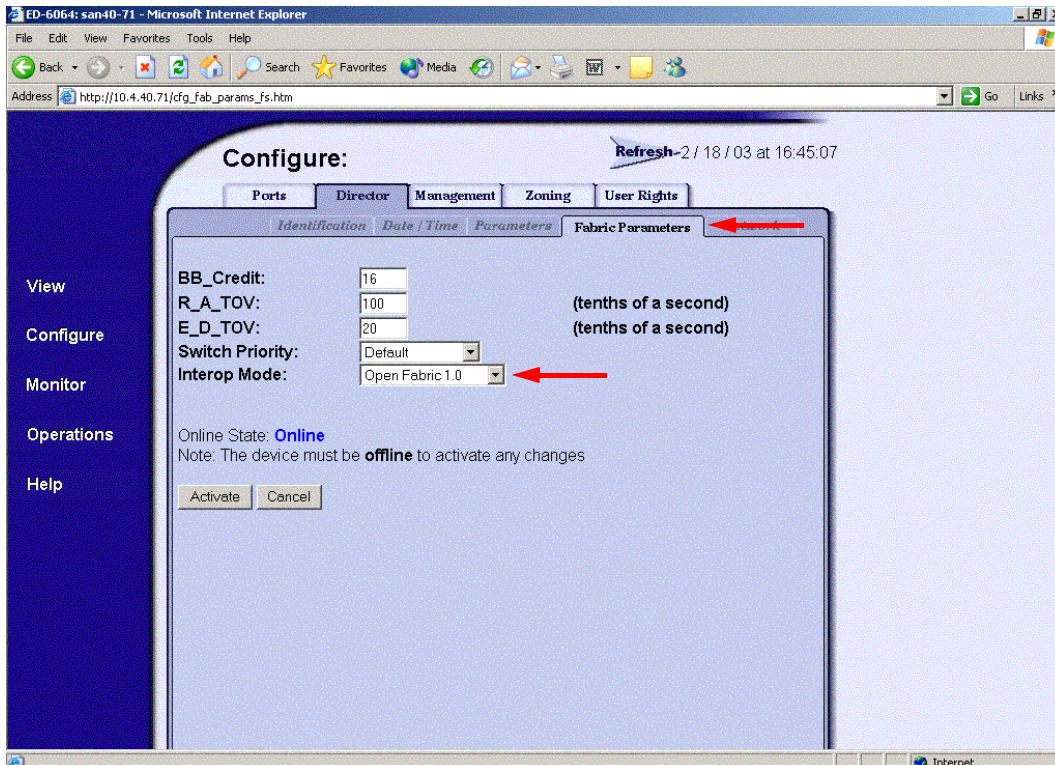 ED-6064: san40-71 - Microsoft Internet Explorer
File Edit View Favorites Tools Help
Back Search Favorites Media
Address http://10.4.40.71/cfg_fab_params_fs.htm Go Links
Configure:
Refresh-2 / 18 / 03 at 16:45:07
Ports Director Management Zoning User Rights
Identification Date / Time Parameters Fabric Parameters
BB_Credit: 16
R_A_TOV: 100 (tenths of a second)
E_D_TOV: 20 (tenths of a second)
Switch Priority: Default
Interop Mode: Open Fabric 1.0
Online State: Online
Note: The device must be offline to activate any changes
Activate Cancel
View
Configure
Monitor
Operations
Help
Internet